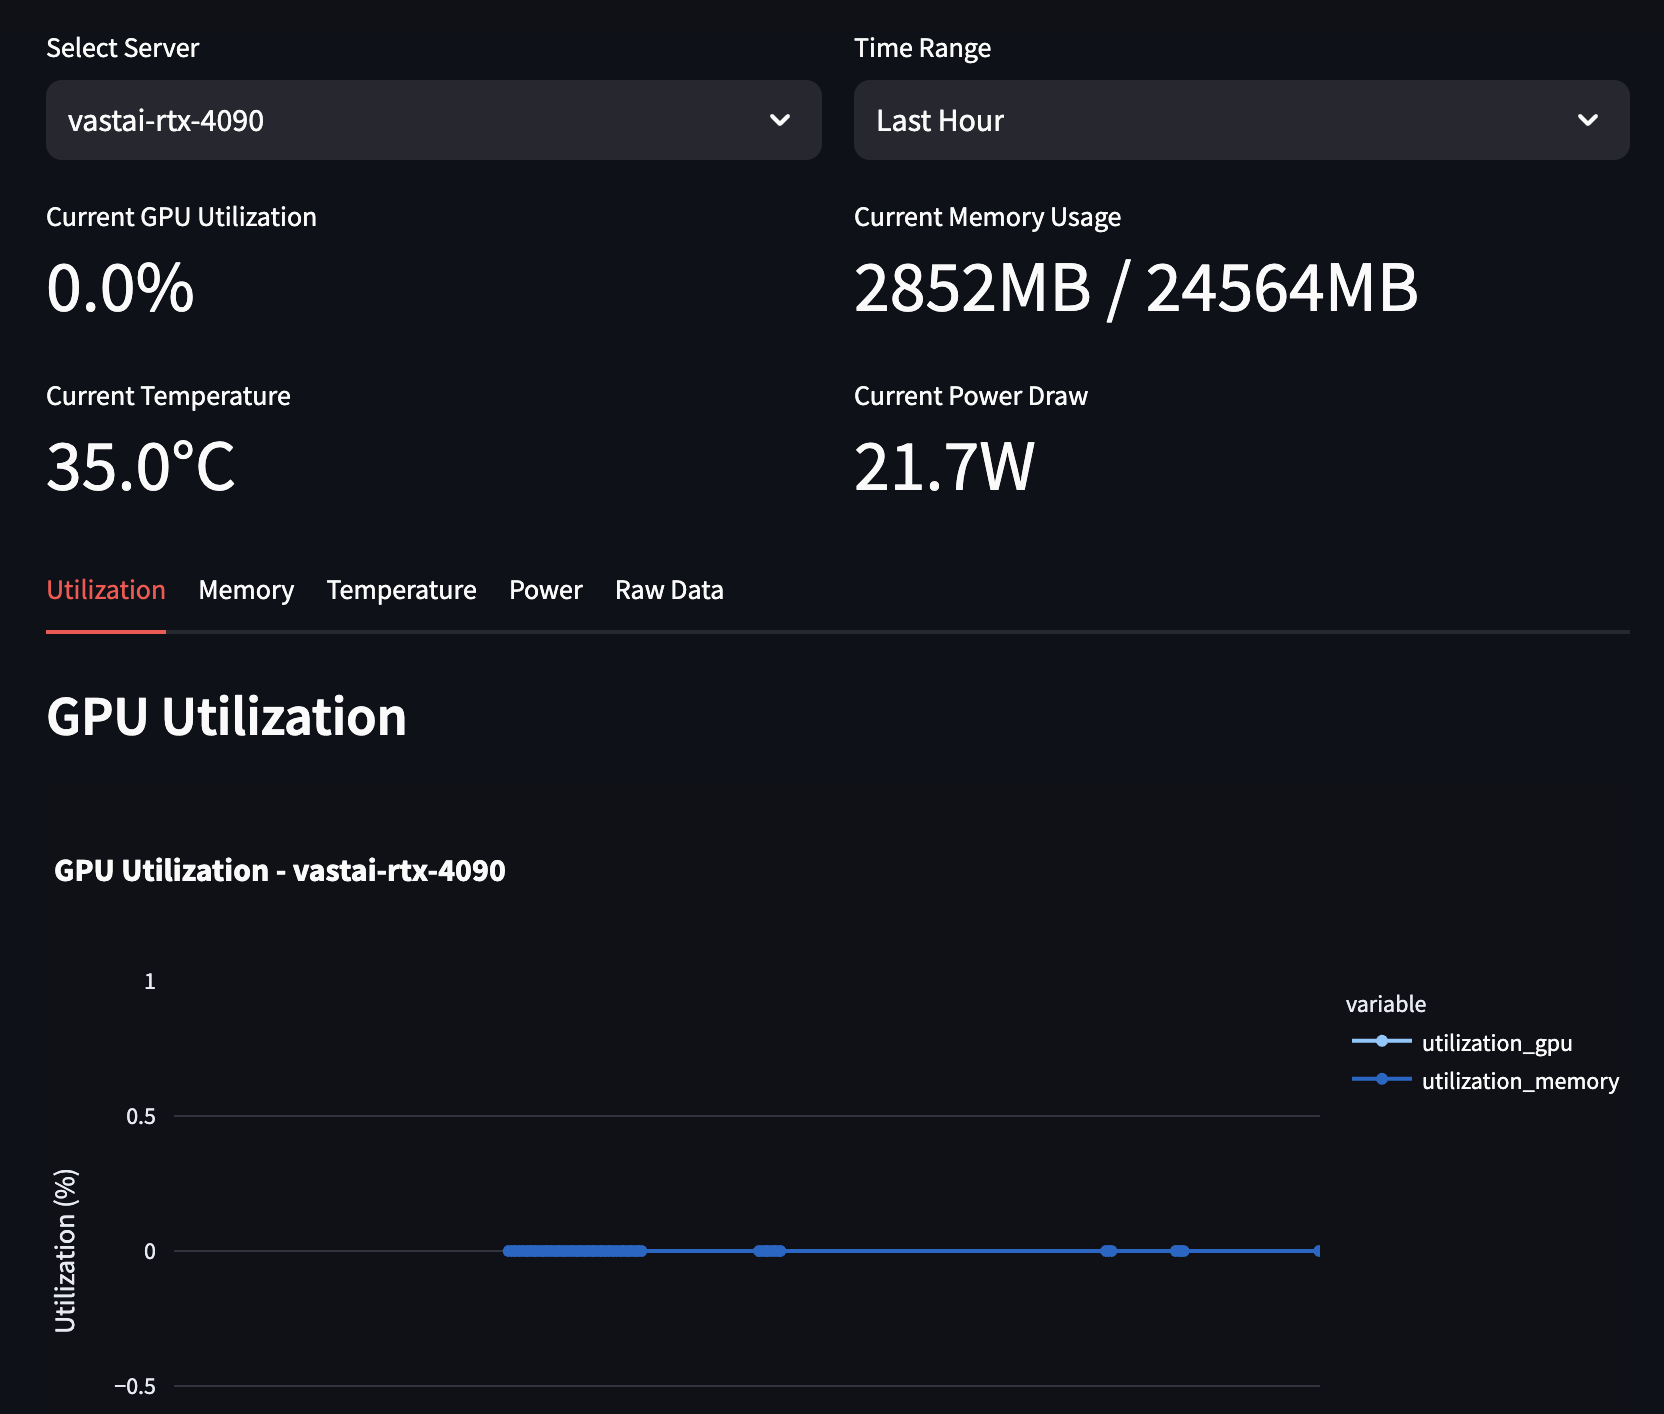 Select Server
vastai-rtx-4090
Time Range
Last Hour
Current GPU Utilization
0.0%
Current Memory Usage
2852MB / 24564MB
Current Temperature
35.0°C
Current Power Draw
21.7W
Utilization Memory Temperature Power Raw Data
GPU Utilization
GPU Utilization - vastai-rtx-4090
1
0.5
0
−0.5
Utilization (%)
variable
utilization_gpu
utilization_memory